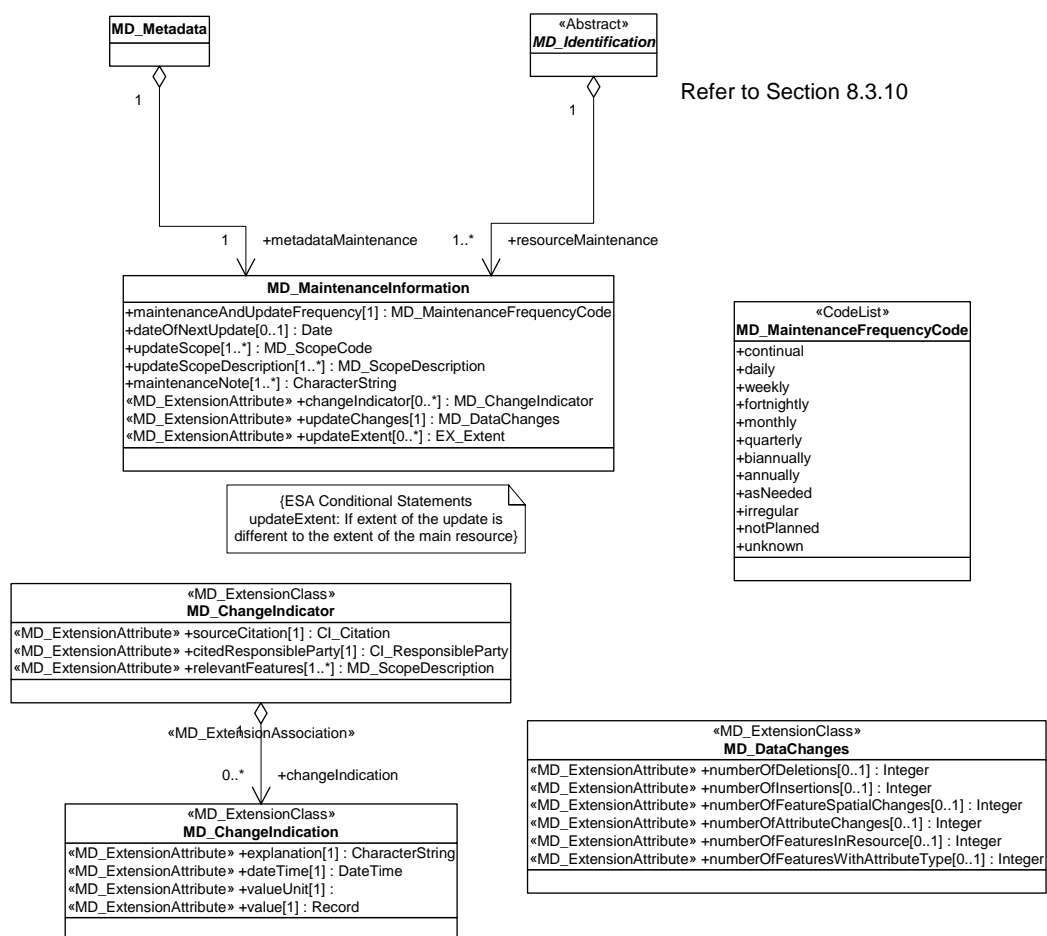 MD_Metadata
«Abstract»
MD_Identification
Refer to Section 8.3.10
1
1
1
+metadataMaintenance
1..*
+resourceMaintenance
MD_MaintenanceInformation
+maintenanceAndUpdateFrequency[1] : MD_MaintenanceFrequencyCode
+dateOfNextUpdate[0..1] : Date
+updateScope[1..*] : MD_ScopeCode
+updateScopeDescription[1..*] : MD_ScopeDescription
+maintenanceNote[1..*] : CharacterString
«MD_ExtensionAttribute» +changeIndicator[0..*] : MD_ChangeIndicator
«MD_ExtensionAttribute» +updateChanges[1] : MD_DataChanges
«MD_ExtensionAttribute» +updateExtent[0..*] : EX_Extent
«CodeList»
MD_MaintenanceFrequencyCode
+continual
+daily
+weekly
+fortnightly
+monthly
+quarterly
+biannually
+annually
+asNeeded
+irregular
+notPlanned
+unknown
{ESA Conditional Statements
updateExtent: If extent of the update is
different to the extent of the main resource}
«MD_ExtensionClass»
MD_ChangeIndicator
«MD_ExtensionAttribute» +sourceCitation[1] : CI_Citation
«MD_ExtensionAttribute» +citedResponsibleParty[1] : CI_ResponsibleParty
«MD_ExtensionAttribute» +relevantFeatures[1..*] : MD_ScopeDescription
1
«MD_ExtensionAssociation»
0..*
+changeIndication
«MD_ExtensionClass»
MD_ChangeIndication
«MD_ExtensionAttribute» +explanation[1] : CharacterString
«MD_ExtensionAttribute» +dateTime[1] : DateTime
«MD_ExtensionAttribute» +valueUnit[1] :
«MD_ExtensionAttribute» +value[1] : Record
«MD_ExtensionClass»
MD_DataChanges
«MD_ExtensionAttribute» +numberOfDeletions[0..1] : Integer
«MD_ExtensionAttribute» +numberOfInsertions[0..1] : Integer
«MD_ExtensionAttribute» +numberOfFeatureSpatialChanges[0..1] : Integer
«MD_ExtensionAttribute» +numberOfAttributeChanges[0..1] : Integer
«MD_ExtensionAttribute» +numberOfFeaturesInResource[0..1] : Integer
«MD_ExtensionAttribute» +numberOfFeaturesWithAttributeType[0..1] : Integer